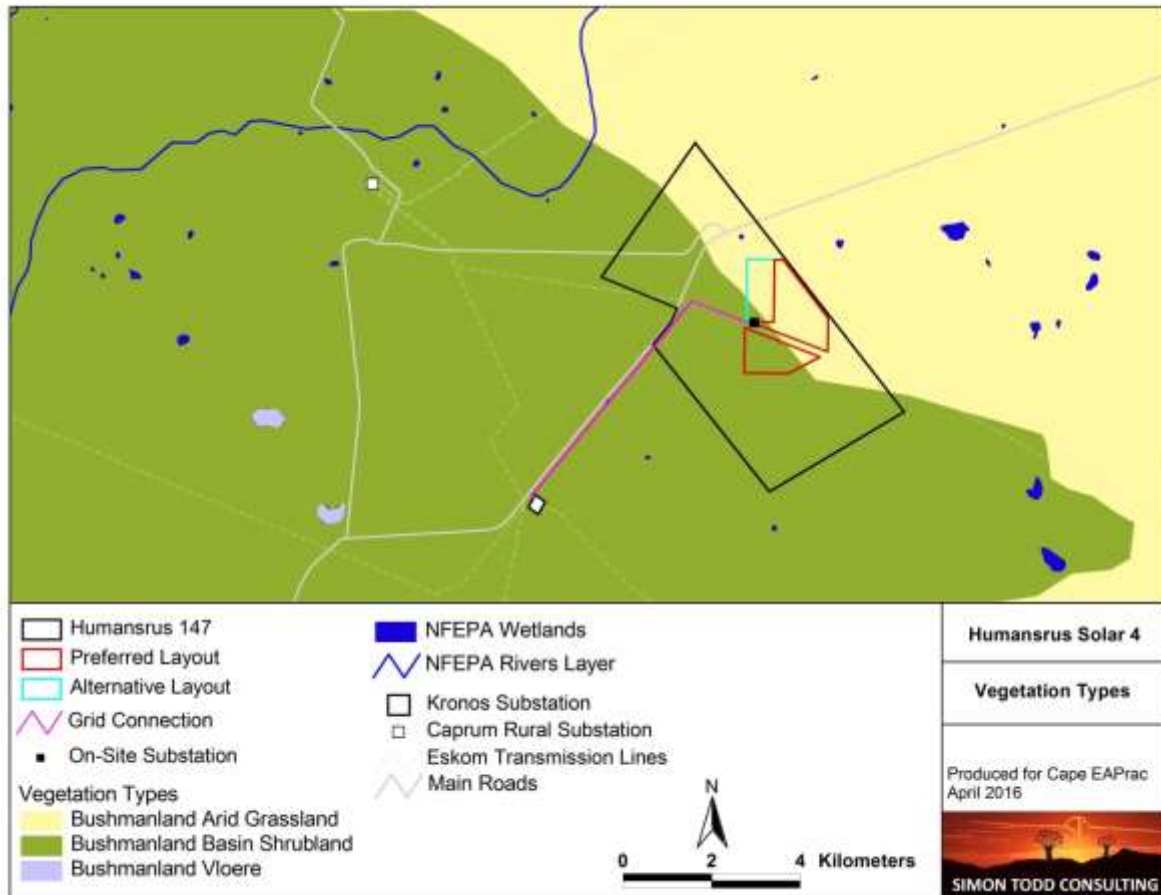 Humansrus 147
Preferred Layout
Alternative Layout
Grid Connection
On-Site Substation
Vegetation Types
Bushmanland Arid Grassland
Bushmanland Basin Shrubland
Bushmanland Vloere
NFEPA Wetlands
NFEPA Rivers Layer
Kronos Substation
Caprum Rural Substation
Eskom Transmission Lines
Main Roads
N
0 2 4 Kilometers
Humansrus Solar 4
Vegetation Types
Produced for Cape EAPrac
April 2016
SIMON TODD CONSULTING